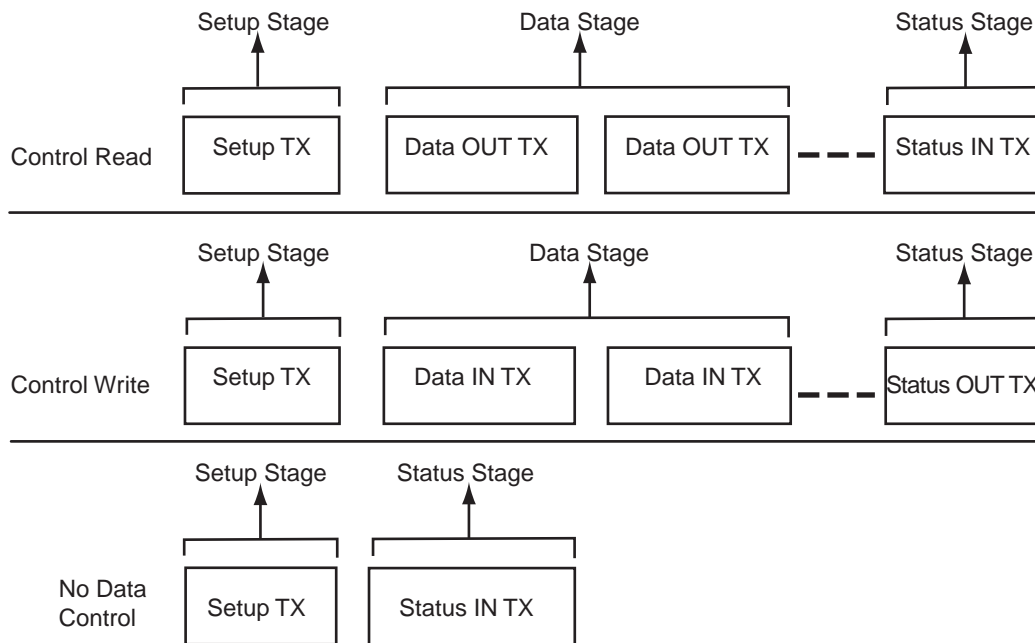 Setup Stage Data Stage Status Stage
Control Read Setup TX Data OUT TX Data OUT TX Status IN TX
Setup Stage Data Stage Status Stage
Control Write Setup TX Data IN TX Data IN TX Status OUT TX
Setup Stage Status Stage
No Data
Control Setup TX Status IN TX